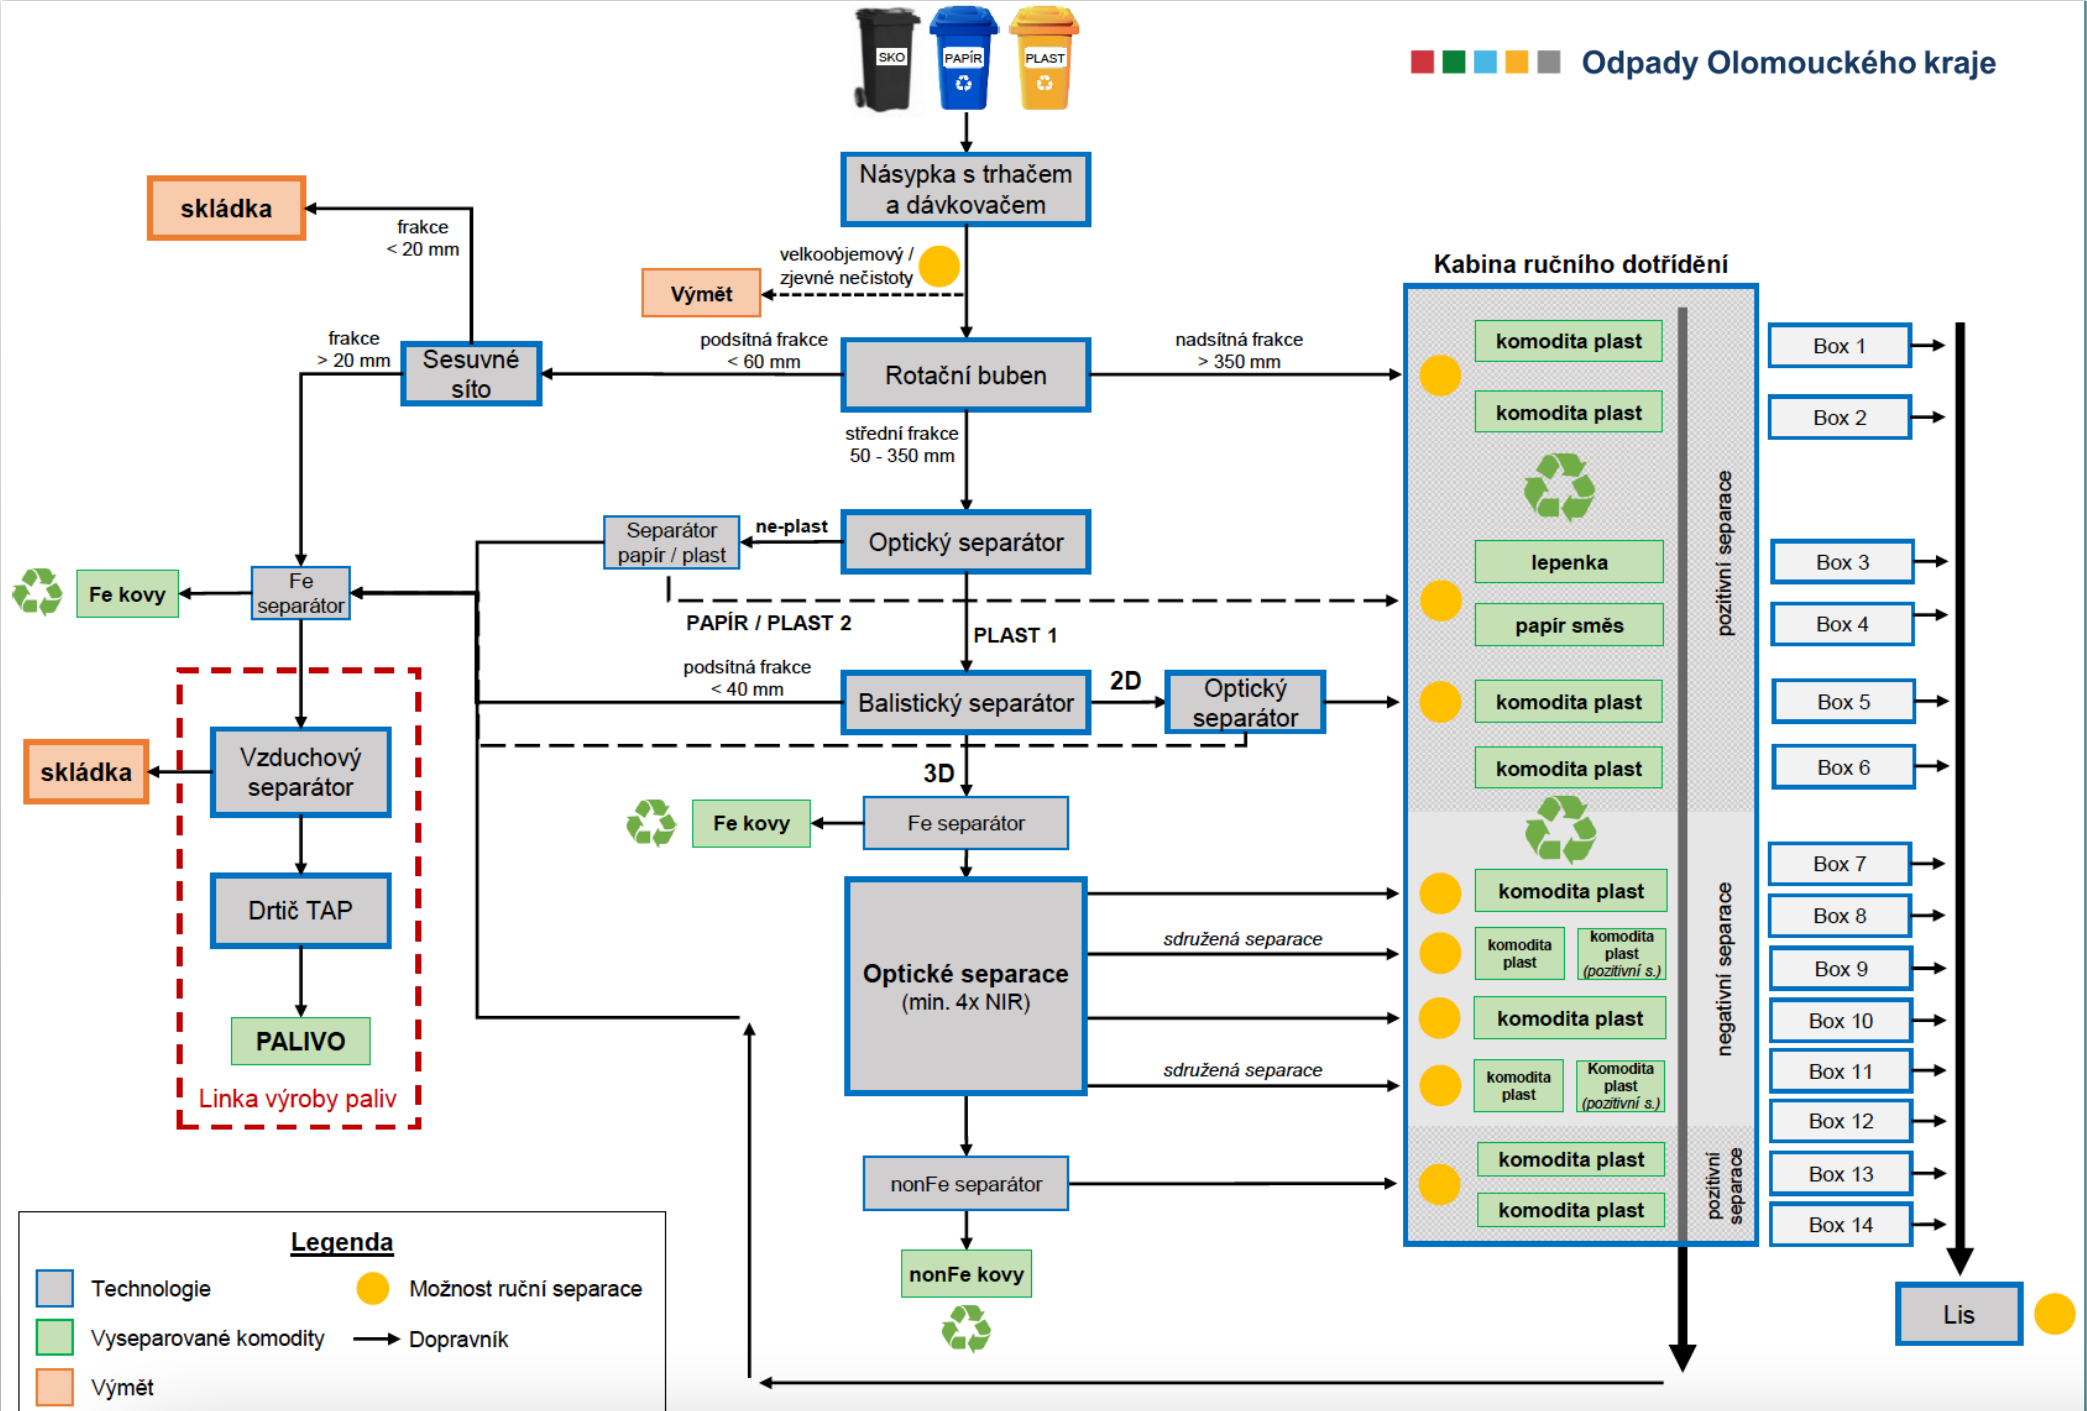 SKO
PAPÍR
PLAST
Odpady Olomouckého kraje
Násypka s trhačem
a dávkovačem
skládka
frakce
< 20 mm
velkoobjemový /
zjevné nečistoty
Výmět
Kabina ručního dotřídění
frakce
> 20 mm
Sesuvné
síto
podsítná frakce
< 60 mm
Rotační buben
nadsítná frakce
> 350 mm
střední frakce
50 - 350 mm
komodita plast
komodita plast
pozitivní separace
Box 1
Box 2
Separátor
papír / plast
ne-plast
Optický separátor
lepenka
papír směs
Box 3
Box 4
Fe kovy
Fe
separátor
PAPÍR / PLAST 2
PLAST 1
podsítná frakce
< 40 mm
Balistický separátor
2D
Optický
separátor
komodita plast
komodita plast
Box 5
Box 6
skládka
Vzduchový
separátor
3D
Fe kovy
Fe separátor
Drtič TAP
PALIVO
Linka výroby paliv
Optické separace
(min. 4x NIR)
sdružená separace
sdružená separace
komodita plast
komodita
plast
komodita
plast
(pozitivní s.)
komodita plast
komodita
plast
Komodita
plast
(pozitivní s.)
negativní separace
Box 7
Box 8
Box 9
Box 10
Box 11
Box 12
nonFe separátor
komodita plast
komodita plast
pozitivní
separace
Box 13
Box 14
nonFe kovy
Lis
Legenda
Technologie
Možnost ruční separace
Vyseparované komodity
Dopravník
Výmět